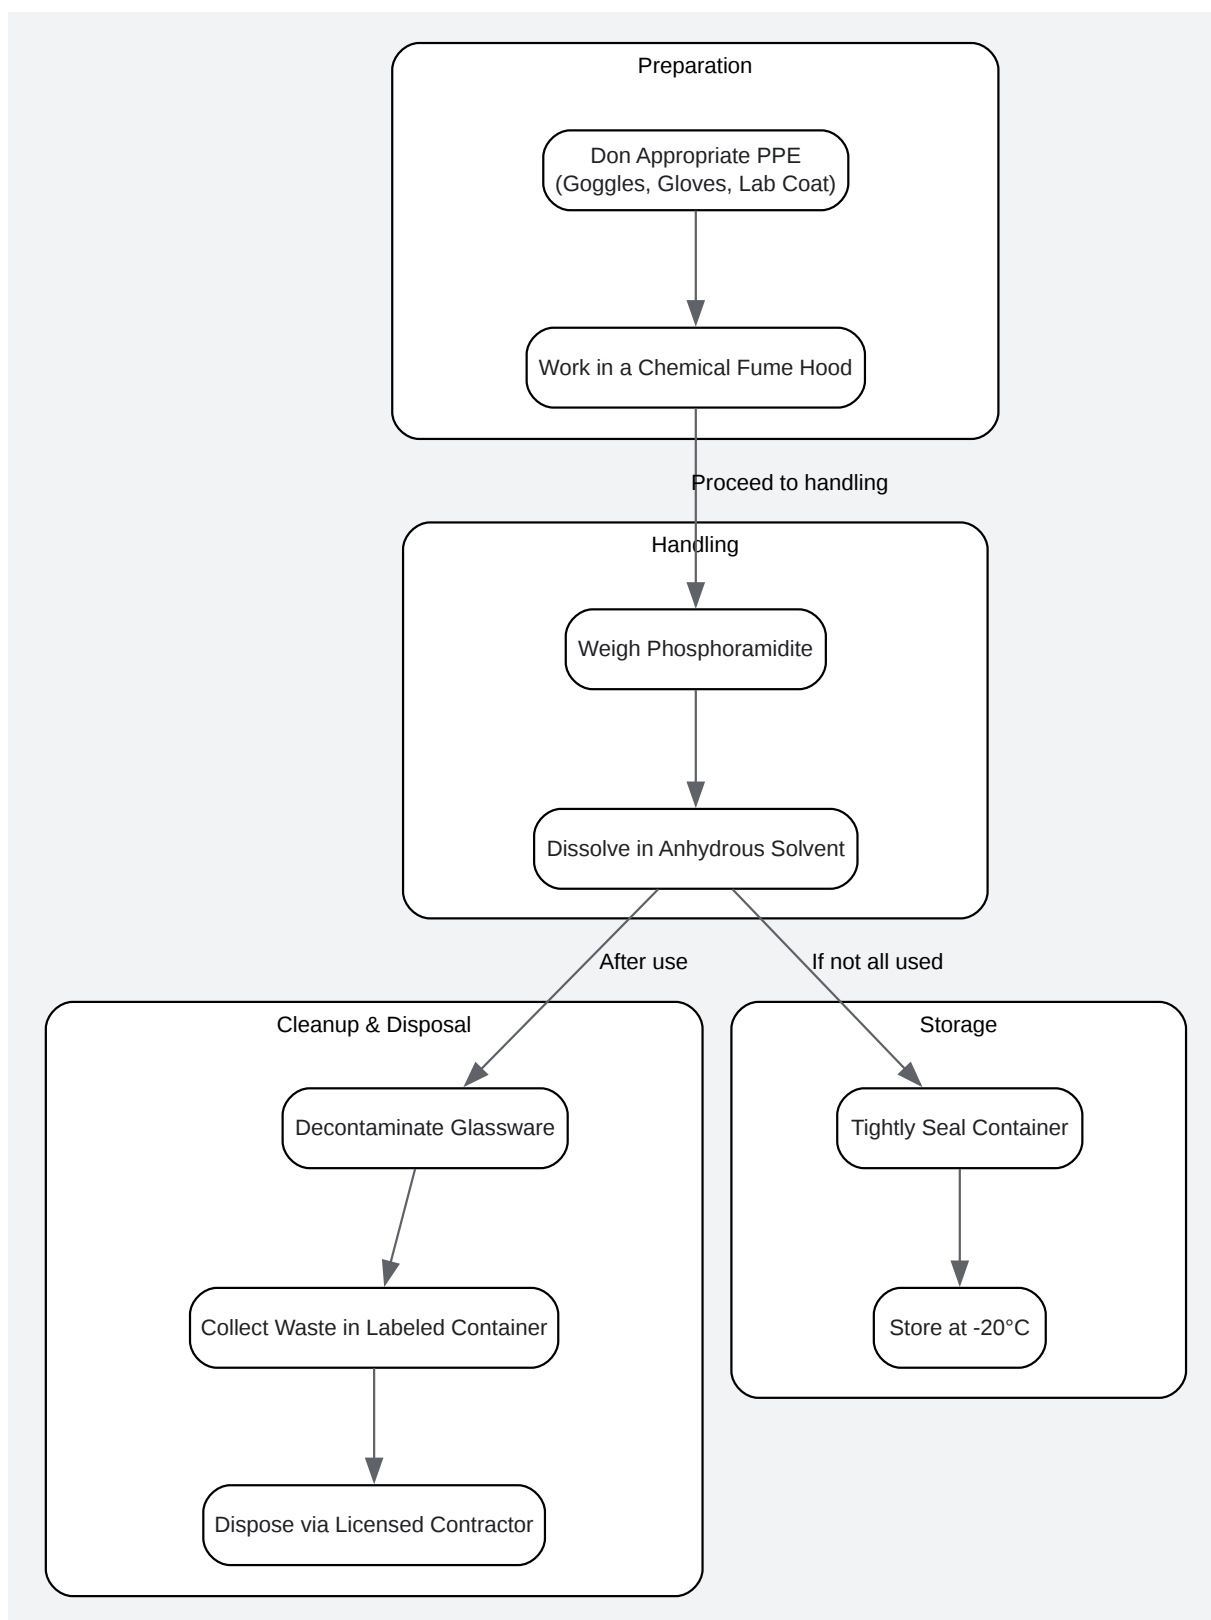 Preparation
Don Appropriate PPE
(Goggles, Gloves, Lab Coat)
Work in a Chemical Fume Hood
Proceed to handling
Handling
Weigh Phosphoramidite
Dissolve in Anhydrous Solvent
After use
If not all used
Cleanup & Disposal
Decontaminate Glassware
Collect Waste in Labeled Container
Dispose via Licensed Contractor
Storage
Tightly Seal Container
Store at -20°C